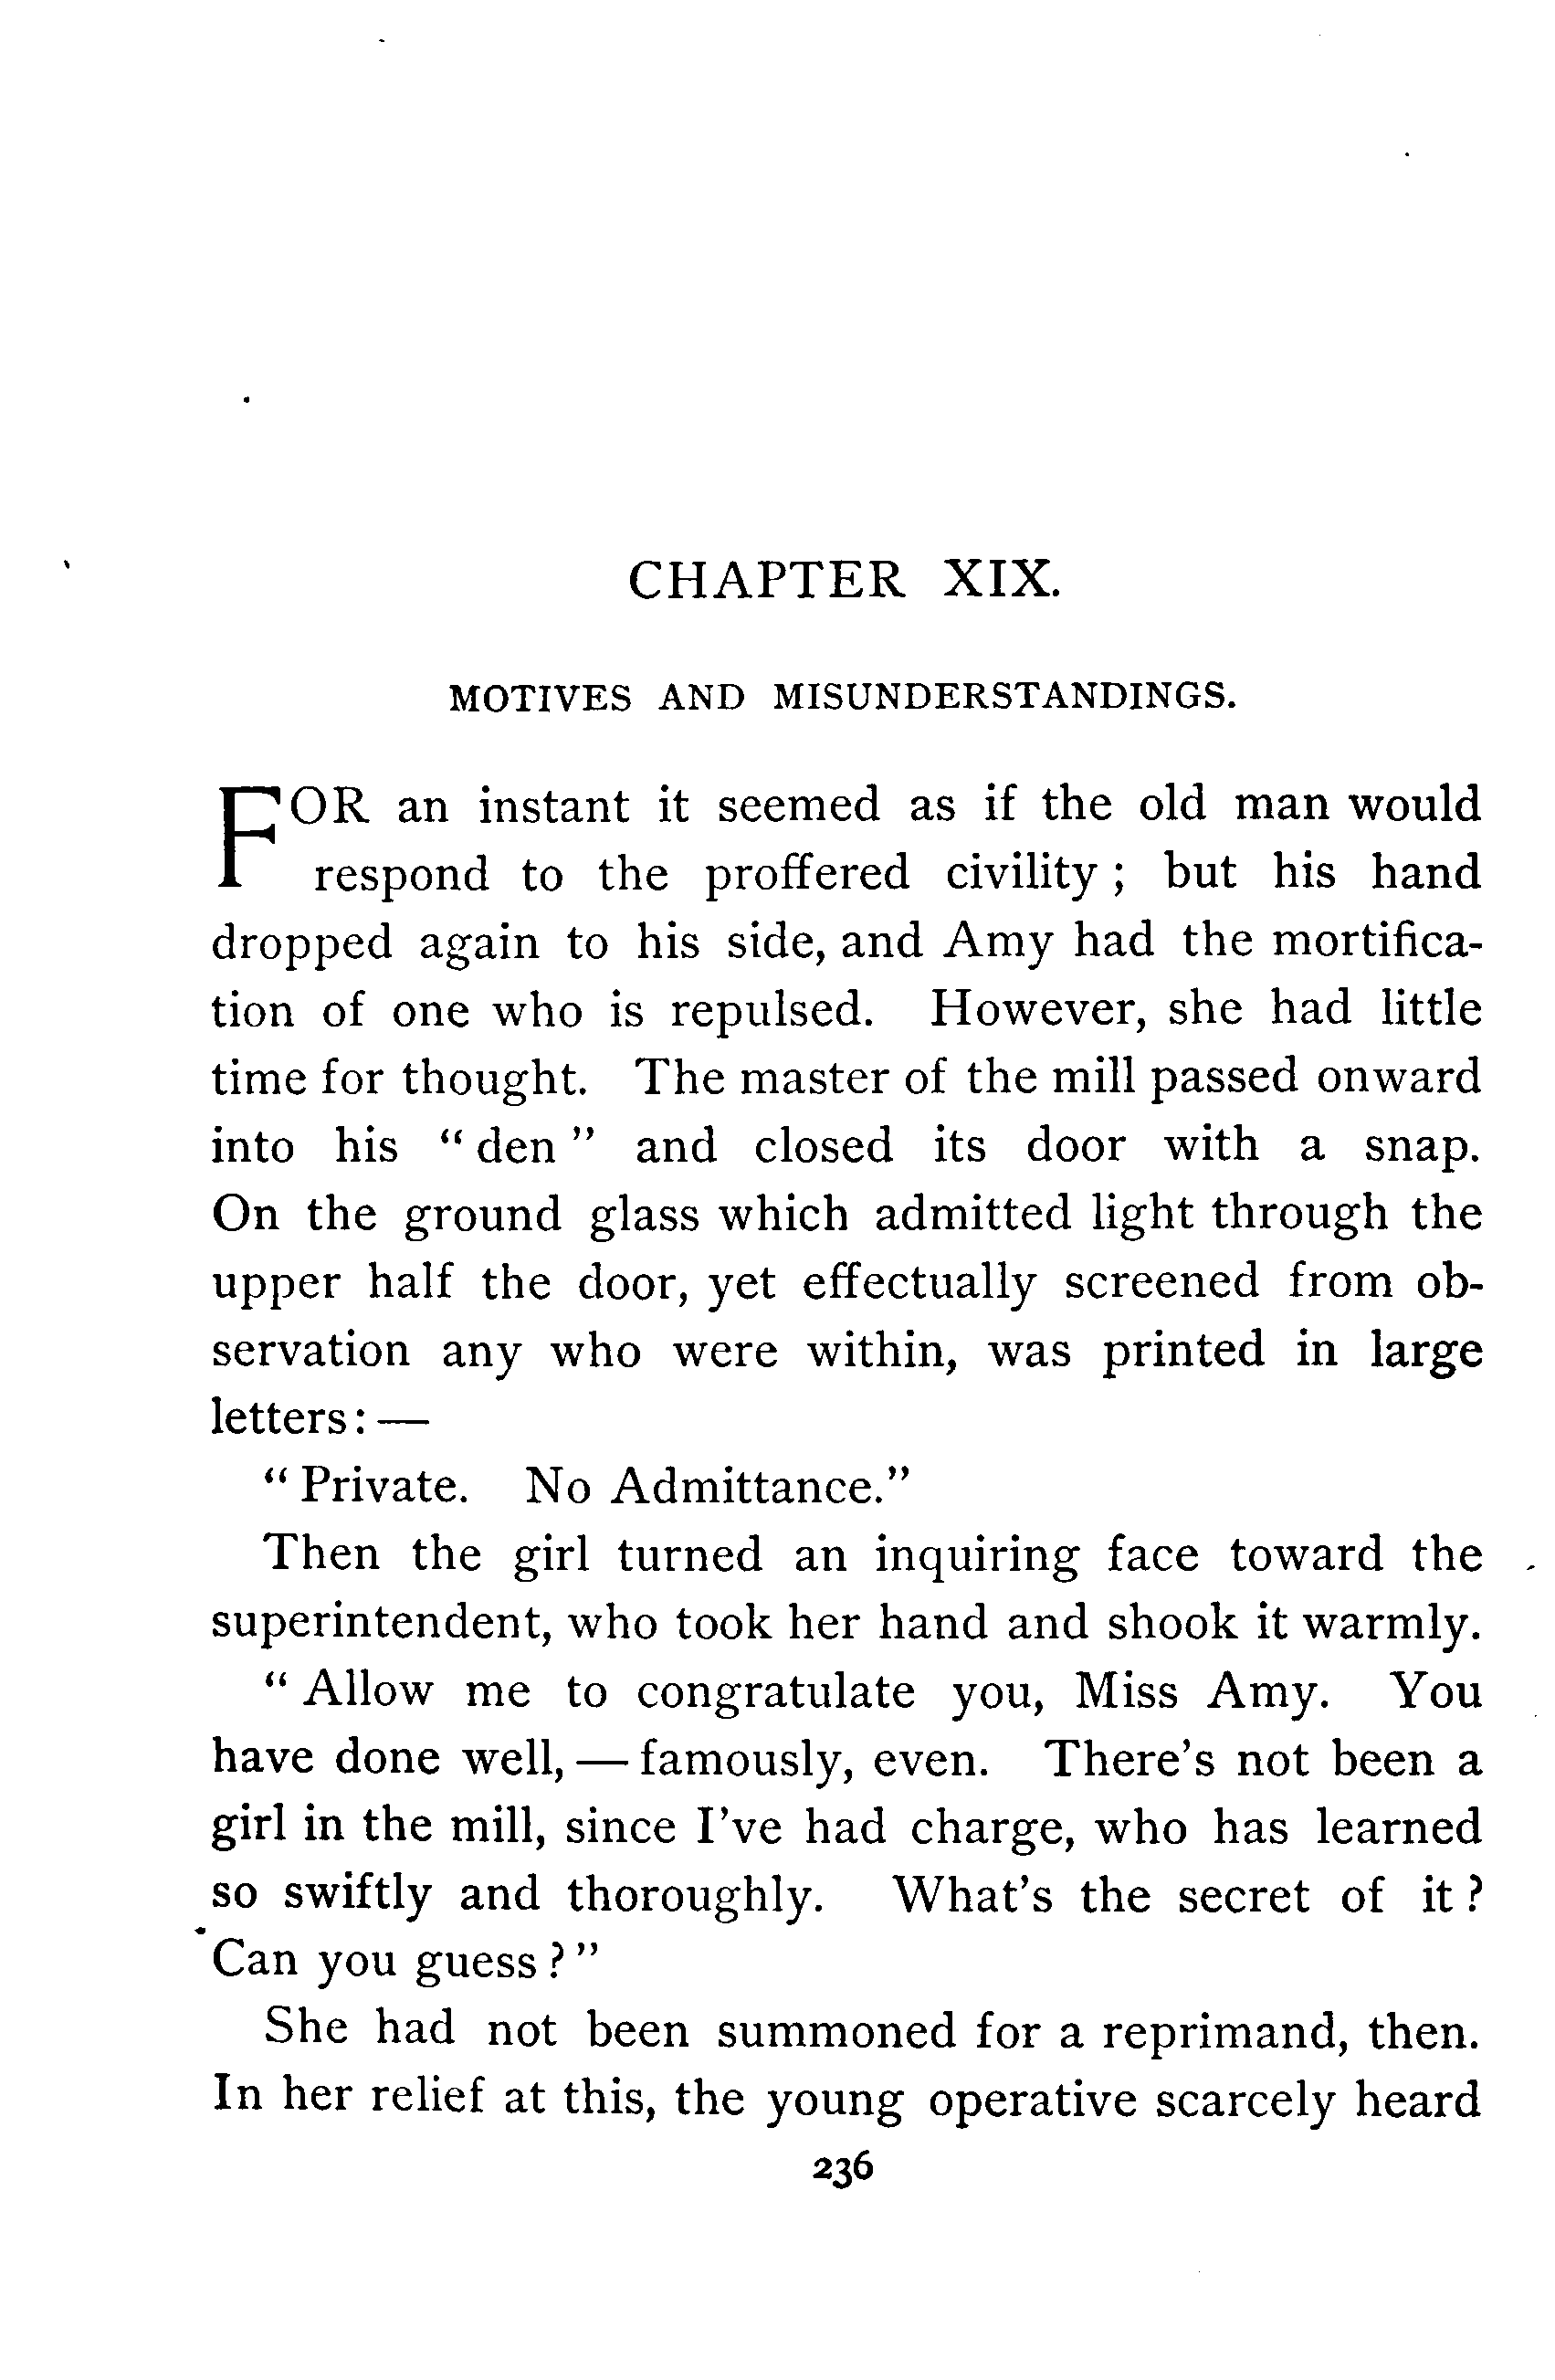 CHAPTER XIX.
MOTIVES AND MISUNDERSTANDINGS.
FOR an instant it seemed as if the old man would
respond to the proffered civility; but his hand
dropped again to his side, and Amy had the mortifica-
tion of one who is repulsed. However, she had little
time for thought. The master of the mill passed onward
into his "den" and closed its door with a snap.
On the ground glass which admitted light through the
upper half the door, yet effectually screened from ob-
servation any who were within, was printed in large
letters: —
"Private. No Admittance."
Then the girl turned an inquiring face toward the
superintendent, who took her hand and shook it warmly.
"Allow me to congratulate you, Miss Amy. You
have done well, — famously, even. There's not been a
girl in the mill, since I've had charge, who has learned
so swiftly and thoroughly. What's the secret of it?
Can you guess?"
She had not been summoned for a reprimand, then.
In her relief at this, the young operative scarcely heard
236